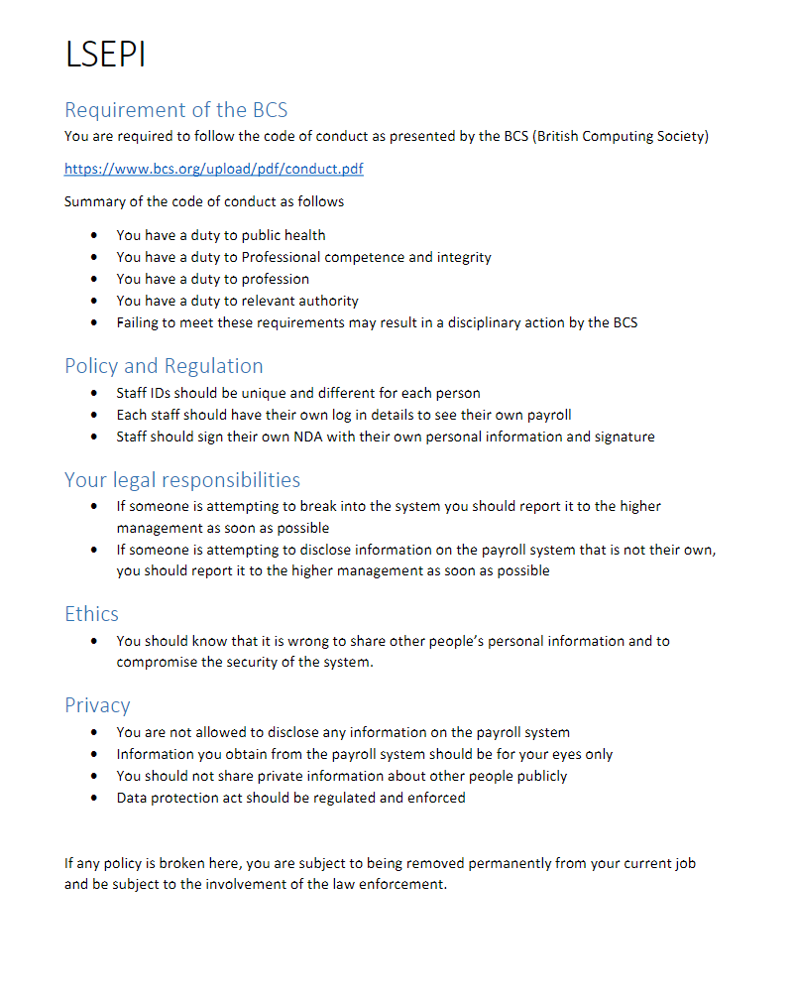 LSEPI
Requirement of the BCS
You are required to follow the code of conduct as presented by the BCS (British Computing Society)
https://www.bcs.org/upload/pdf/conduct.pdf
Summary of the code of conduct as follows
• You have a duty to public health
• You have a duty to Professional competence and integrity
• You have a duty to profession
• You have a duty to relevant authority
• Failing to meet these requirements may result in a disciplinary action by the BCS
Policy and Regulation
• Staff IDs should be unique and different for each person
• Each staff should have their own log in details to see their own payroll
• Staff should sign their own NDA with their own personal information and signature
Your legal responsibilities
• If someone is attempting to break into the system you should report it to the higher
management as soon as possible
• If someone is attempting to disclose information on the payroll system that is not their own,
you should report it to the higher management as soon as possible
Ethics
• You should know that it is wrong to share other people’s personal information and to
compromise the security of the system.
Privacy
• You are not allowed to disclose any information on the payroll system
• Information you obtain from the payroll system should be for your eyes only
• You should not share private information about other people publicly
• Data protection act should be regulated and enforced
If any policy is broken here, you are subject to being removed permanently from your current job
and be subject to the involvement of the law enforcement.